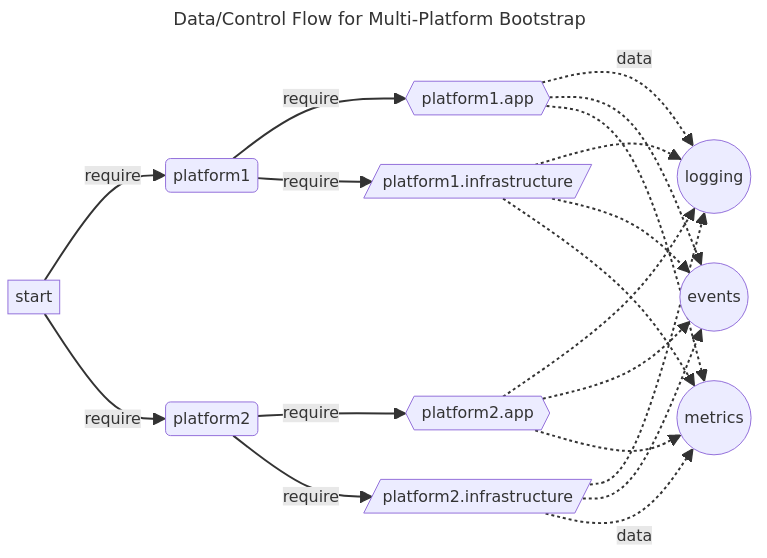 Data/Control Flow for Multi-Platform Bootstrap
data
require
platform1.app
require
platform1
require
platform1.infrastructure
logging
start
events
require
platform2
require
platform2.app
metrics
require
platform2.infrastructure
data